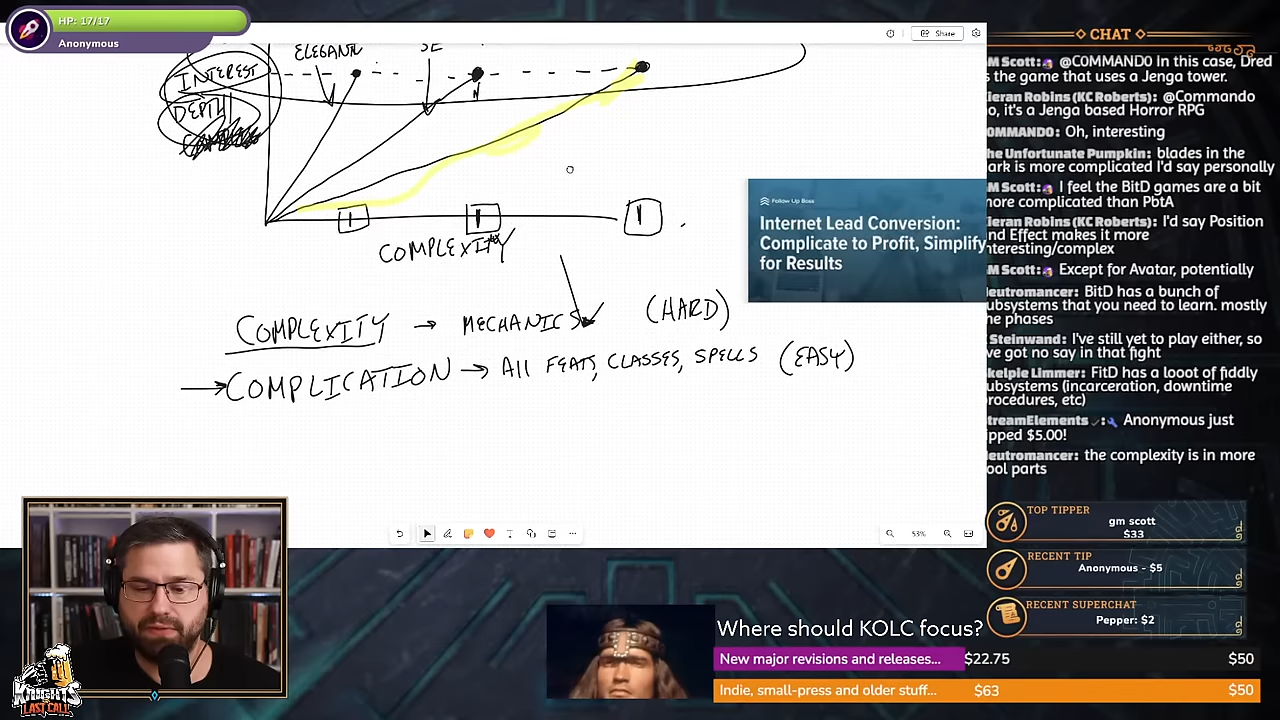 HP: 17/17
Anonymous
Share
ELEGANT
SE
INTEREST
DEPTH
N
COMPLEXITY
Follow Up Boss
Internet Lead Conversion:
Complicate to Profit, Simplify
for Results
COMPLEXITY → MECHANICS (HARD)
→ COMPLICATION → All FEATS, CLASSES, SPELLS (EASY)
53%
CHAT
M Scott: @COMMAND0 In this case, Dred
s the game that uses a Jenga tower.
ieran Robins (KC Roberts): @Commando
o, it's a Jenga based Horror RPG
OMMAND0: Oh, interesting
he Unfortunate Pumpkin: blades in the
ark is more complicated I'd say personally
M Scott: I feel the BitD games are a bit
ore complicated than PbtA
ieran Robins (KC Roberts): I'd say Position
nd Effect makes it more
nteresting/complex
M Scott: Except for Avatar, potentially
eutromancer: BitD has a bunch of
ubsystems that you need to learn. mostly
he phases
Steinwand: I've still yet to play either, so
ve got no say in that fight
kelpie Limmer: FitD has a looot of fiddly
ubsystems (incarceration, downtime
rocedures, etc)
treamElements : Anonymous just
pped $5.00!
eutromancer: the complexity is in more
ool parts
TOP TIPPER
gm scott
$33
RECENT TIP
Anonymous - $5
RECENT SUPERCHAT
Pepper: $2
Where should KOLC focus?
New major revisions and releases... $22.75 $50
Indie, small-press and older stuff... $63 $50
KNIGHTS
LAST CALL